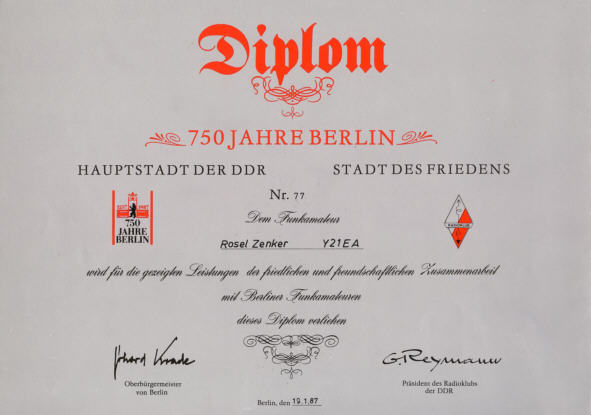 Diplom
750 JAHRE BERLIN
HAUPTSTADT DER DDR STADT DES FRIEDENS
Nr. 77
750
JAHRE
BERLIN
Dem Funkamateur
Rosel Zenker Y21EA
wird für die gezeigten Leistungen der friedlichen und freundschaftlichen Zusammenarbeit
mit Berliner Funkamateuren
dieses Diplom verliehen
Oberbürgermeister
von Berlin
G. Reymann
Präsident des Radioklubs
der DDR
Berlin, den 19.1.87